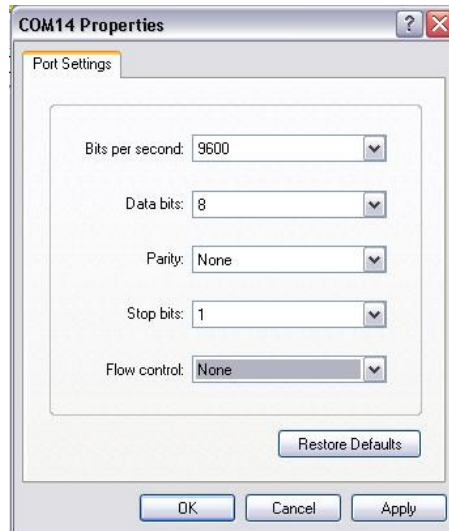 COM14 Properties
Port Settings
Bits per second: 9600
Data bits: 8
Parity: None
Stop bits: 1
Flow control: None
Restore Defaults
OK Cancel Apply